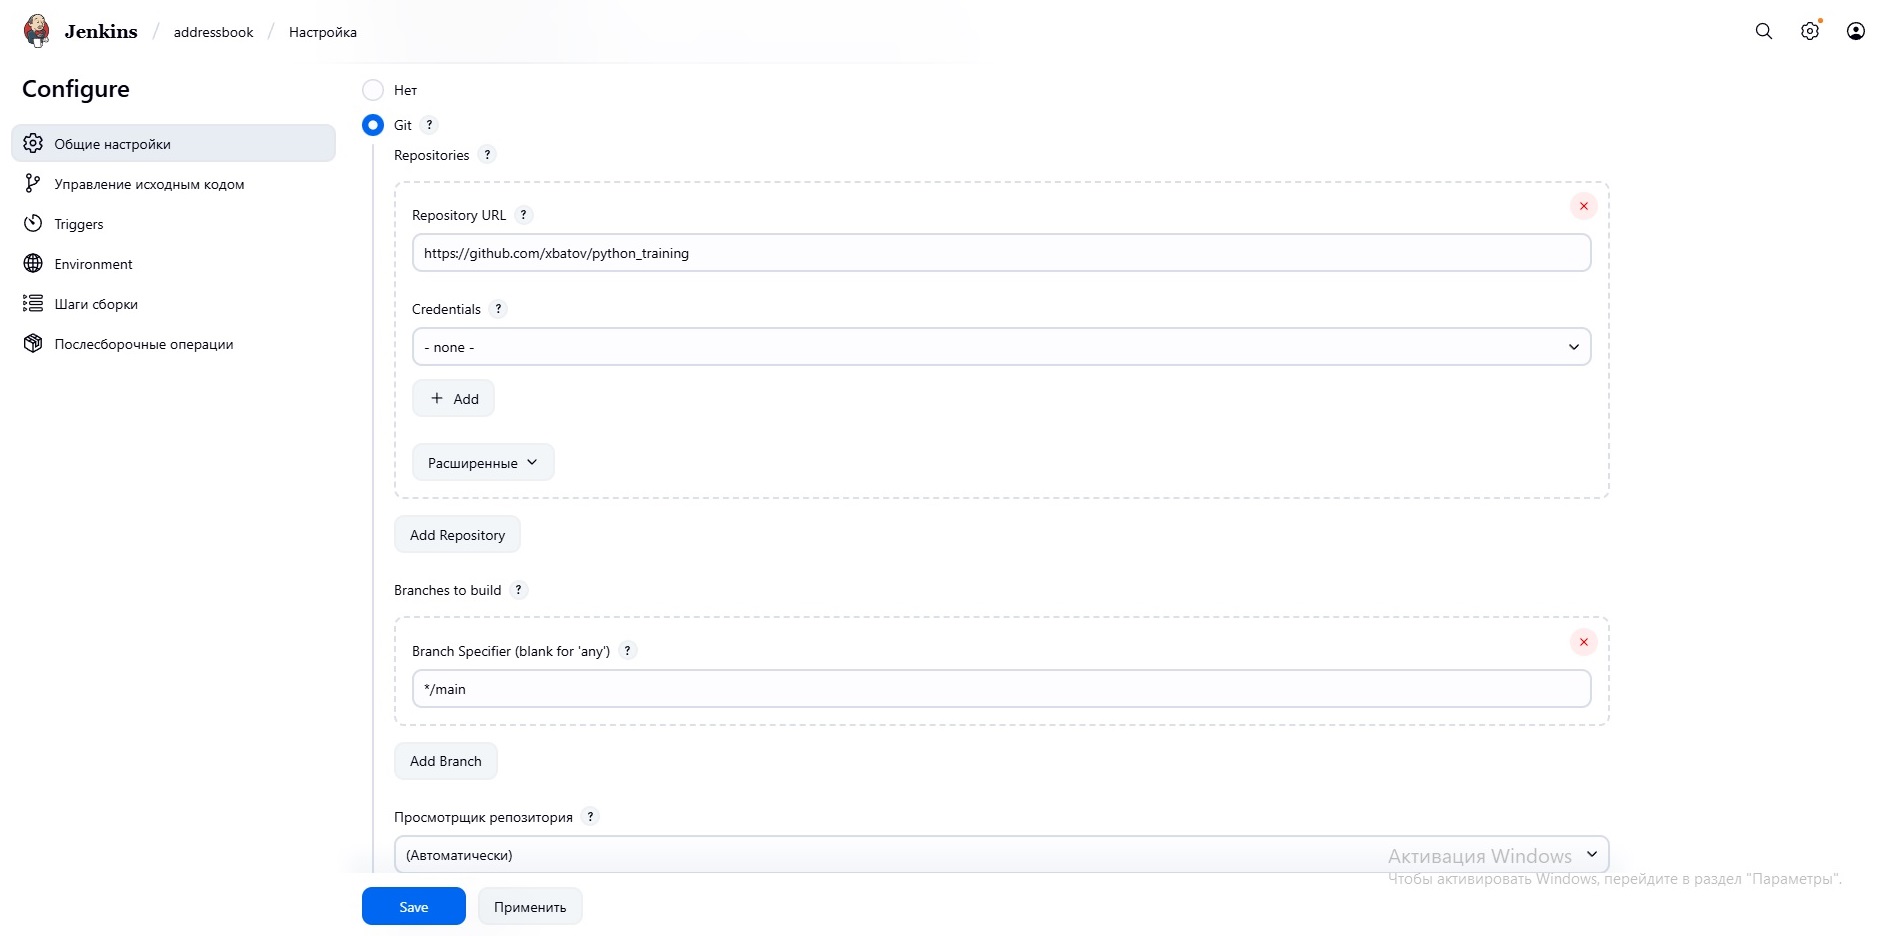 Jenkins / addressbook / Настройка
Configure
Общие настройки
Управление исходным кодом
Triggers
Environment
Шаги сборки
Послесборочные операции
Нет
Git ?
Repositories ?
Repository URL ?
https://github.com/xbatov/python_training
Credentials ?
- none -
+ Add
Расширенные
Add Repository
Branches to build ?
Branch Specifier (blank for 'any') ?
*/main
Add Branch
Просмотрщик репозитория ?
(Автоматически)
Активация Windows
Чтобы активировать Windows, перейдите в раздел "Параметры".
Save
Применить